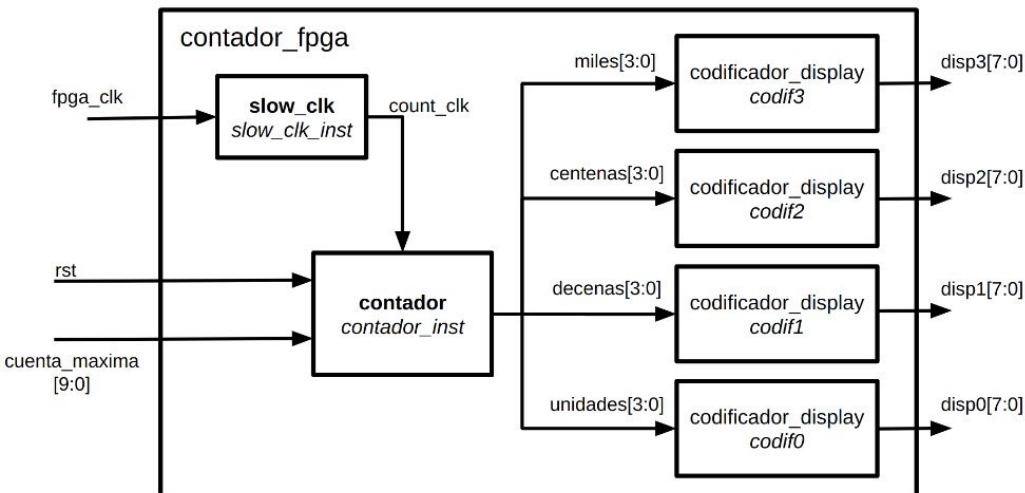 contador_fpga
fpga_clk
slow_clk
slow_clk_inst
count_clk
rst
cuenta_maxima
[9:0]
contador
contador_inst
miles[3:0]
codificador_display
codif3
disp3[7:0]
centenas[3:0]
codificador_display
codif2
disp2[7:0]
decenas[3:0]
codificador_display
codif1
disp1[7:0]
unidades[3:0]
codificador_display
codif0
disp0[7:0]